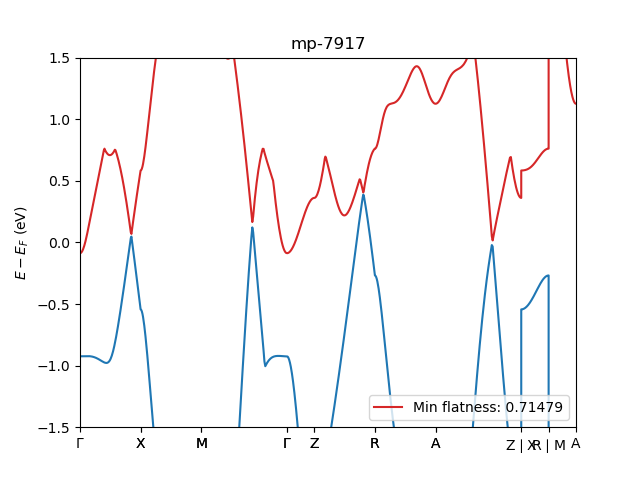 mp-7917
E − E_F (eV)
1.5
1.0
0.5
0.0
−0.5
−1.0
−1.5
Min flatness: 0.71479
Γ X M Γ Z R A Z | X R | M A